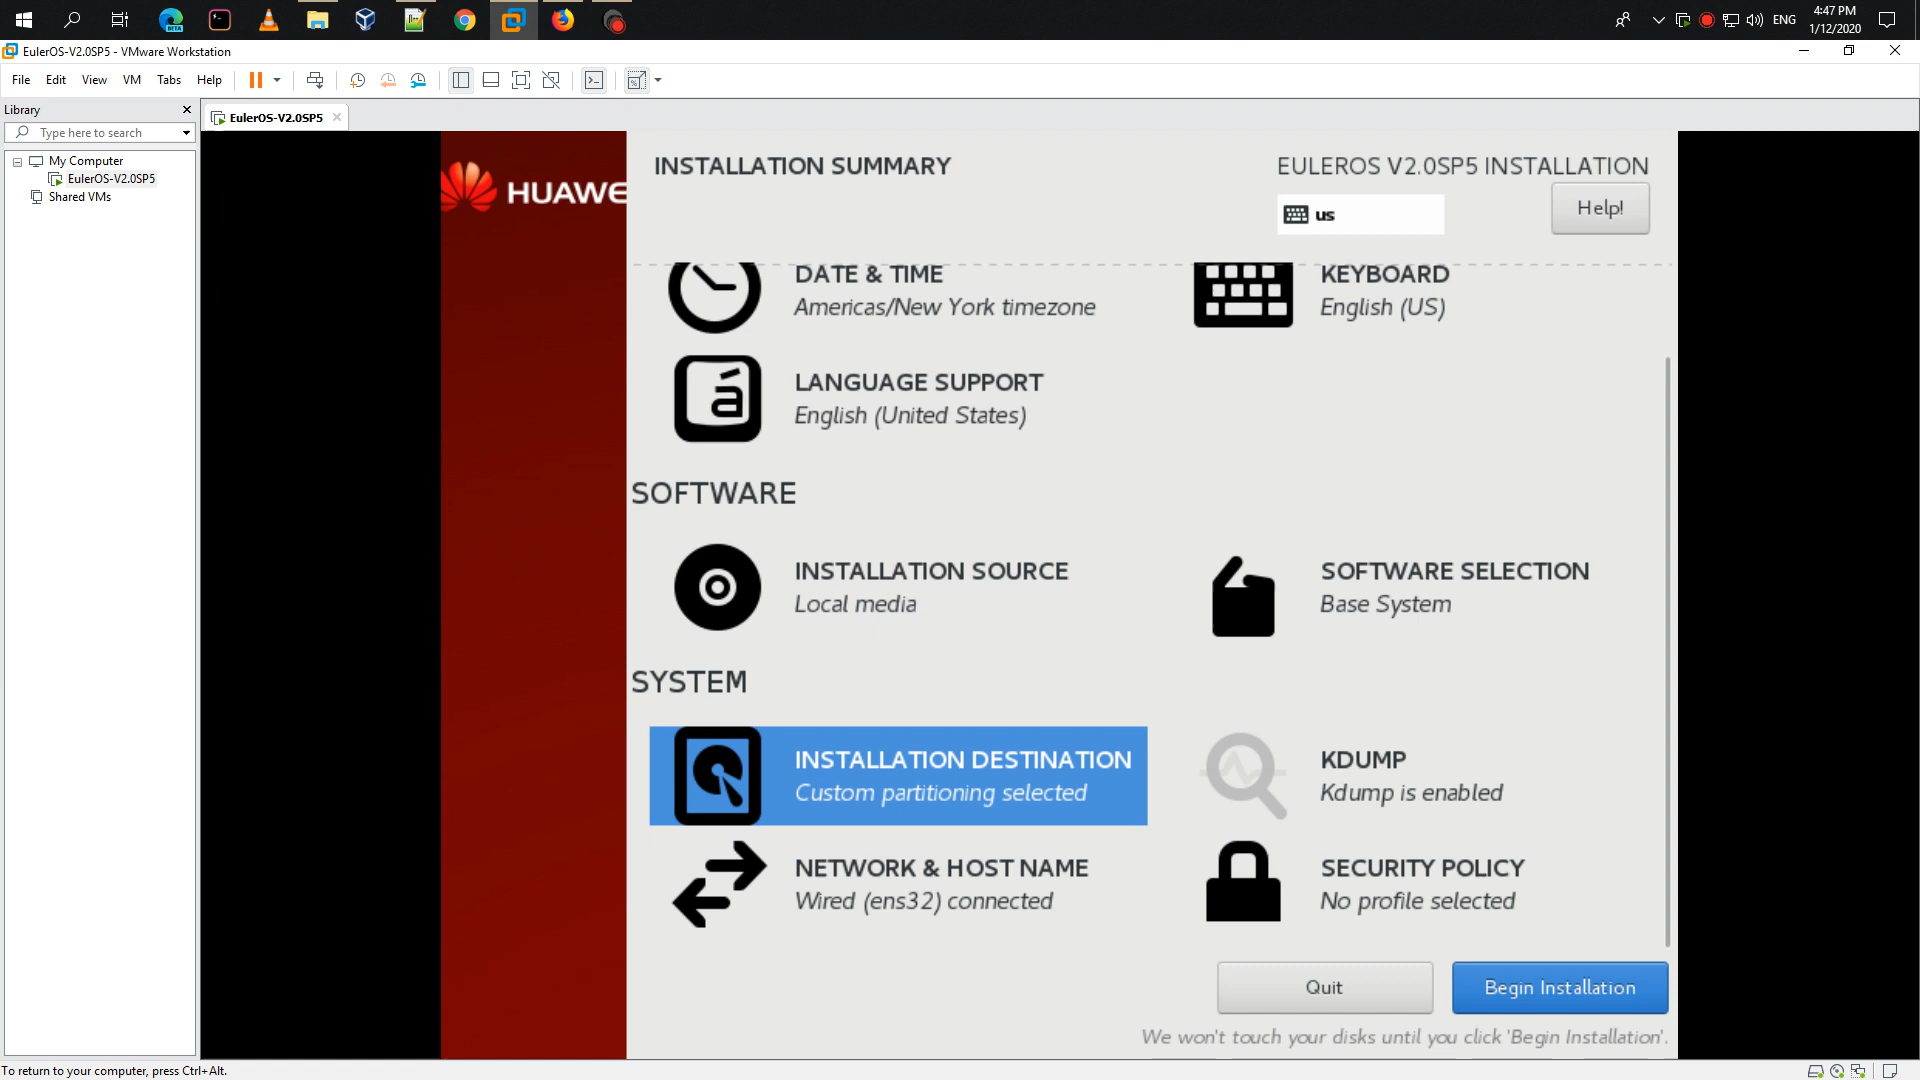 4:47 PM
ENG
1/12/2020
EulerOS-V2.0SP5 - VMware Workstation
File Edit View VM Tabs Help
Library
EulerOS-V2.0SP5
Type here to search
My Computer
EulerOS-V2.0SP5
Shared VMs
HUAWE
INSTALLATION SUMMARY
EULEROS V2.0SP5 INSTALLATION
us
Help!
DATE & TIME
Americas/New York timezone
KEYBOARD
English (US)
LANGUAGE SUPPORT
English (United States)
SOFTWARE
INSTALLATION SOURCE
Local media
SOFTWARE SELECTION
Base System
SYSTEM
INSTALLATION DESTINATION
Custom partitioning selected
KDUMP
Kdump is enabled
NETWORK & HOST NAME
Wired (ens32) connected
SECURITY POLICY
No profile selected
Quit
Begin Installation
We won't touch your disks until you click 'Begin Installation'.
To return to your computer, press Ctrl+Alt.